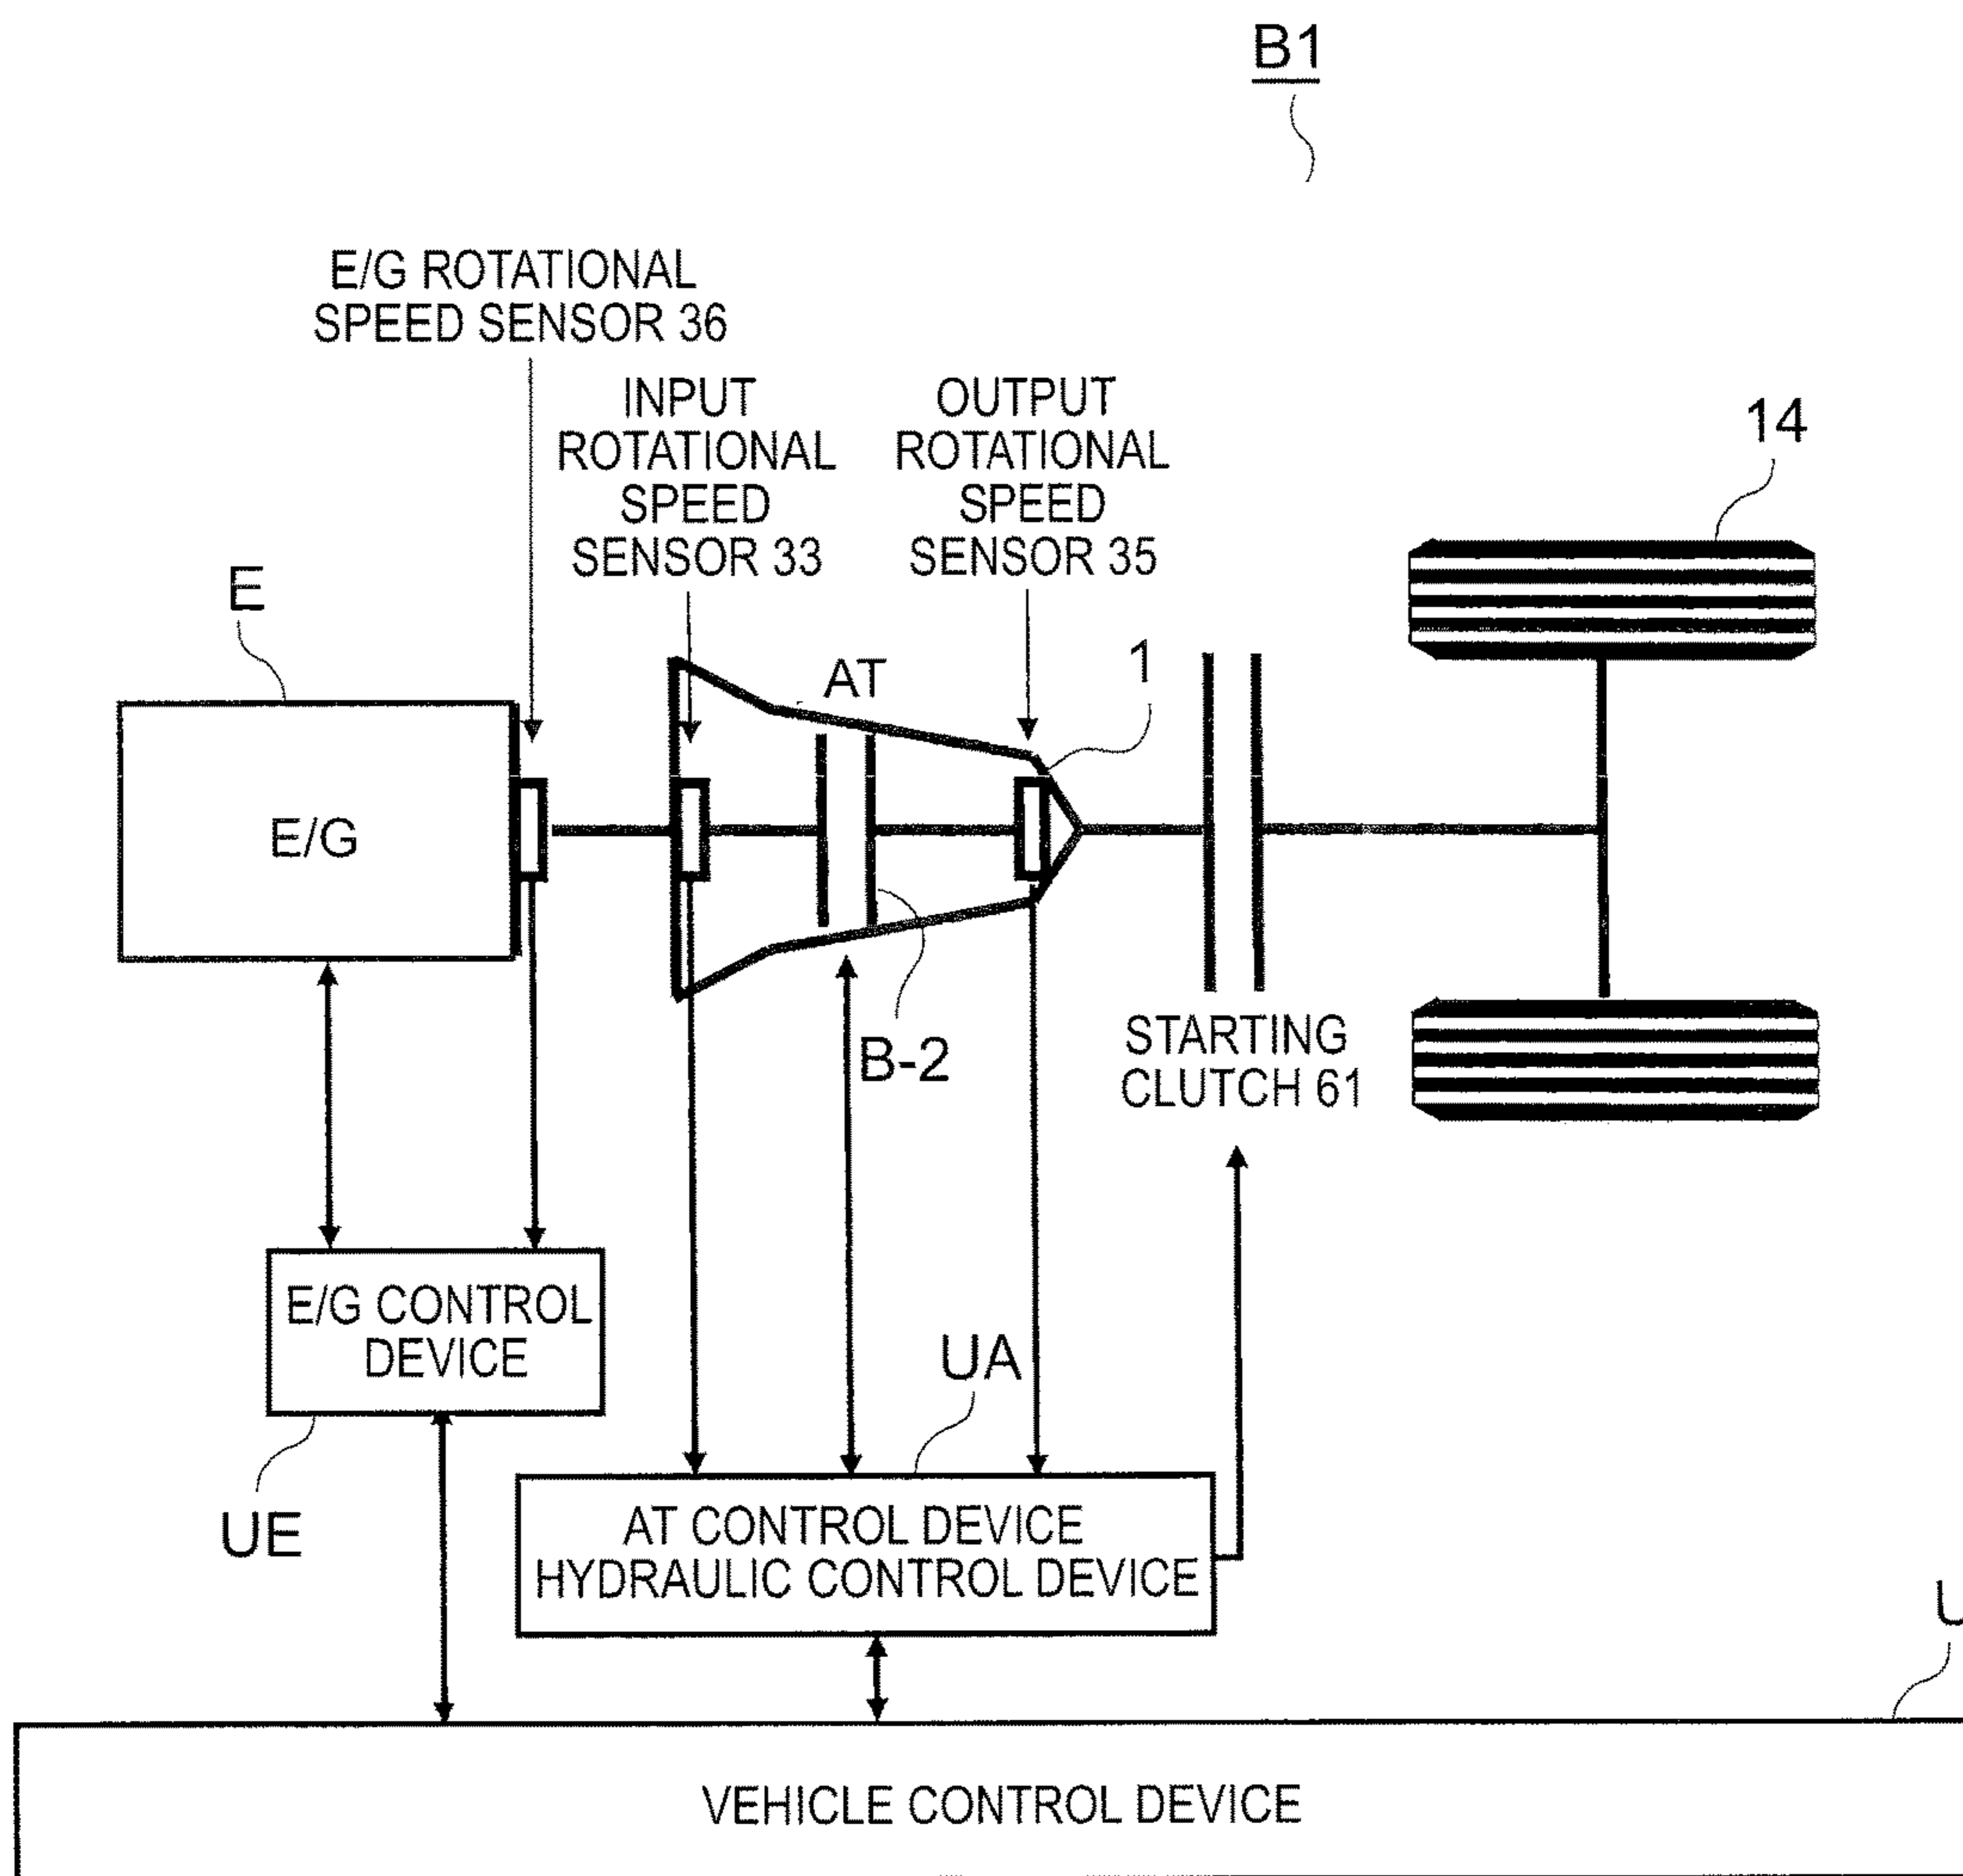 B1
E/G ROTATIONAL
SPEED SENSOR 36
INPUT
ROTATIONAL
SPEED
SENSOR 33
OUTPUT
ROTATIONAL
SPEED
SENSOR 35
14
E
AT
1
E/G
B-2
STARTING
CLUTCH 61
E/G CONTROL
DEVICE
UA
UE
AT CONTROL DEVICE
HYDRAULIC CONTROL DEVICE
VEHICLE CONTROL DEVICE